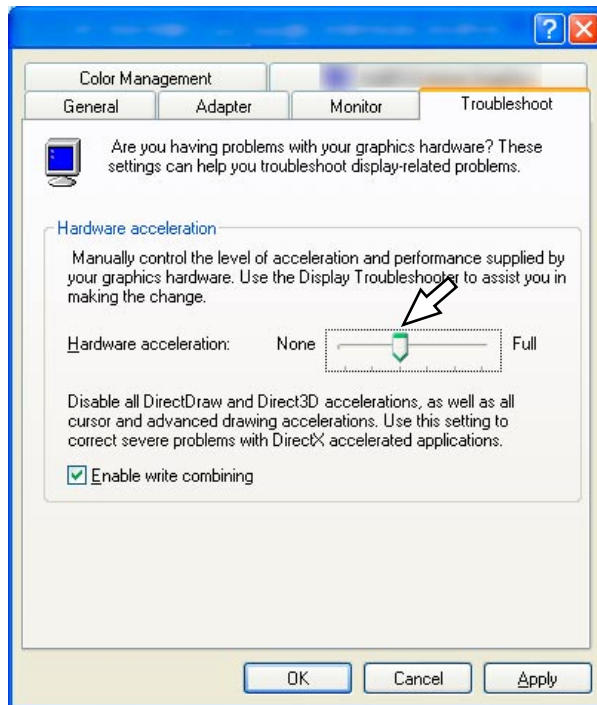 Color Management
General Adapter Monitor Troubleshoot
Are you having problems with your graphics hardware? These
settings can help you troubleshoot display-related problems.
Hardware acceleration
Manually control the level of acceleration and performance supplied by
your graphics hardware. Use the Display Troubleshooter to assist you in
making the change.
Hardware acceleration: None Full
Disable all DirectDraw and Direct3D accelerations, as well as all
cursor and advanced drawing accelerations. Use this setting to
correct severe problems with DirectX accelerated applications.
Enable write combining
OK Cancel Apply